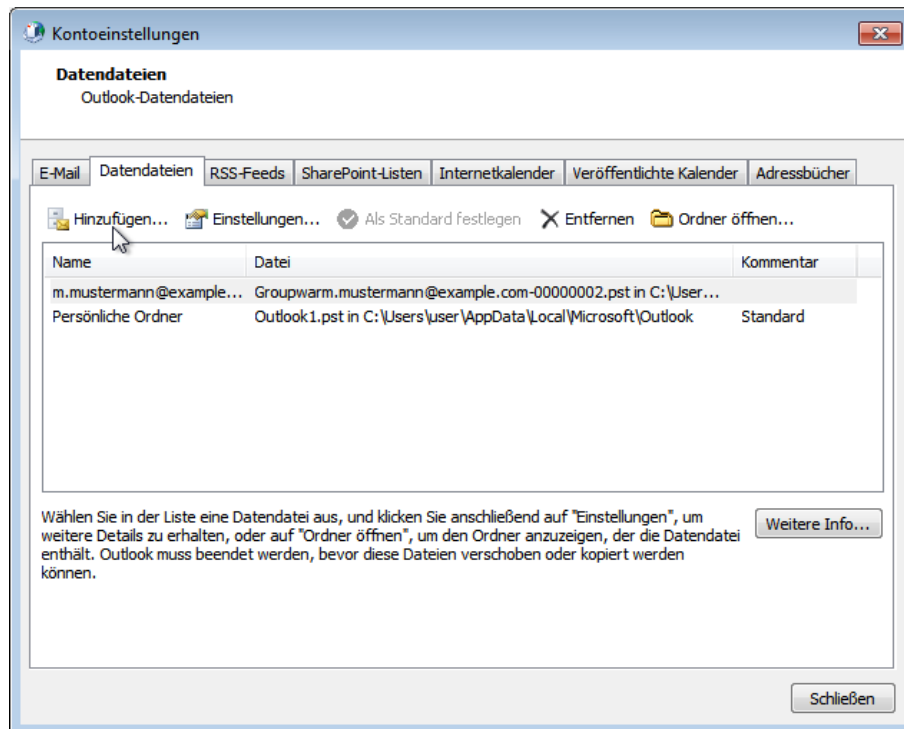 Kontoeinstellungen
Datendateien
Outlook-Datendateien
E-Mail Datendateien RSS-Feeds SharePoint-Listen Internetkalender Veröffentlichte Kalender Adressbücher
Hinzufügen... Einstellungen... Als Standard festlegen Entfernen Ordner öffnen...
Name Datei Kommentar
m.mustermann@example... Groupwarm.mustermann@example.com-00000002.pst in C:\User...
Persönliche Ordner Outlook1.pst in C:\Users\user\AppData\Local\Microsoft\Outlook Standard
Wählen Sie in der Liste eine Datendatei aus, und klicken Sie anschließend auf "Einstellungen", um
weitere Details zu erhalten, oder auf "Ordner öffnen", um den Ordner anzuzeigen, der die Datendatei
enthält. Outlook muss beendet werden, bevor diese Dateien verschoben oder kopiert werden
können.
Weitere Info...
Schließen